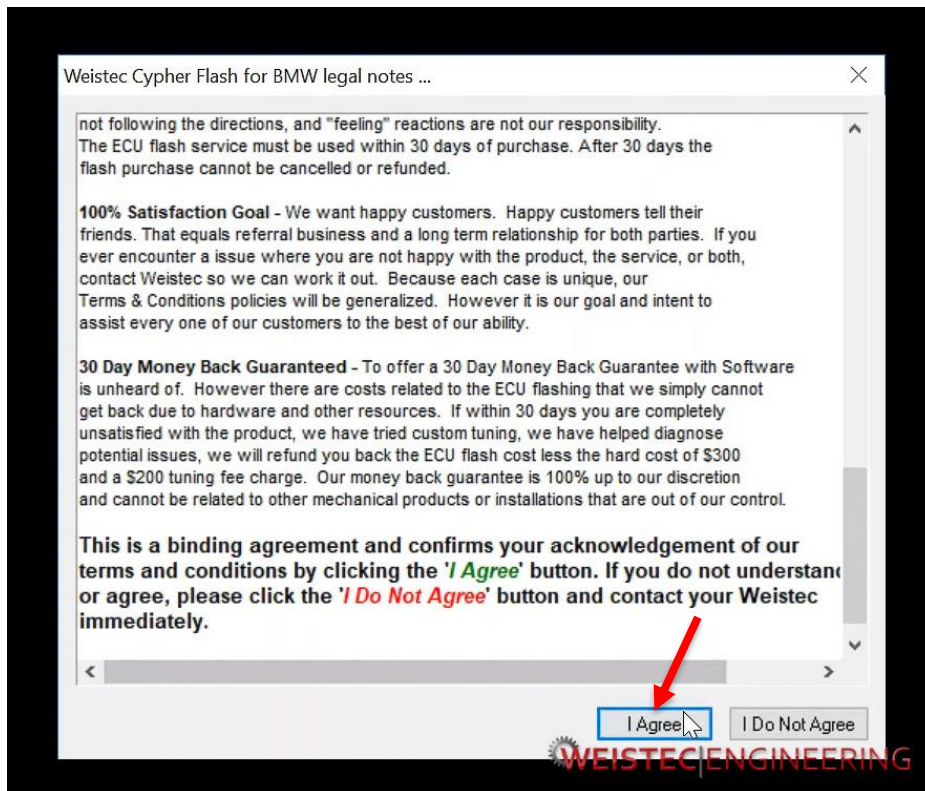 Weistec Cypher Flash for BMW legal notes ...
not following the directions, and "feeling" reactions are not our responsibility.
The ECU flash service must be used within 30 days of purchase. After 30 days the
flash purchase cannot be cancelled or refunded.
100% Satisfaction Goal - We want happy customers.  Happy customers tell their
friends. That equals referral business and a long term relationship for both parties.  If you
ever encounter a issue where you are not happy with the product, the service, or both,
contact Weistec so we can work it out.  Because each case is unique, our
Terms & Conditions policies will be generalized.  However it is our goal and intent to
assist every one of our customers to the best of our ability.
30 Day Money Back Guaranteed - To offer a 30 Day Money Back Guarantee with Software
is unheard of.  However there are costs related to the ECU flashing that we simply cannot
get back due to hardware and other resources.  If within 30 days you are completely
unsatisfied with the product, we have tried custom tuning, we have helped diagnose
potential issues, we will refund you back the ECU flash cost less the hard cost of $300
and a $200 tuning fee charge.  Our money back guarantee is 100% up to our discretion
and cannot be related to other mechanical products or installations that are out of our control.
This is a binding agreement and confirms your acknowledgement of our
terms and conditions by clicking the 'I Agree' button. If you do not understand
or agree, please click the 'I Do Not Agree' button and contact your Weistec
immediately.
I Agree
I Do Not Agree
WEISTEC|ENGINEERING